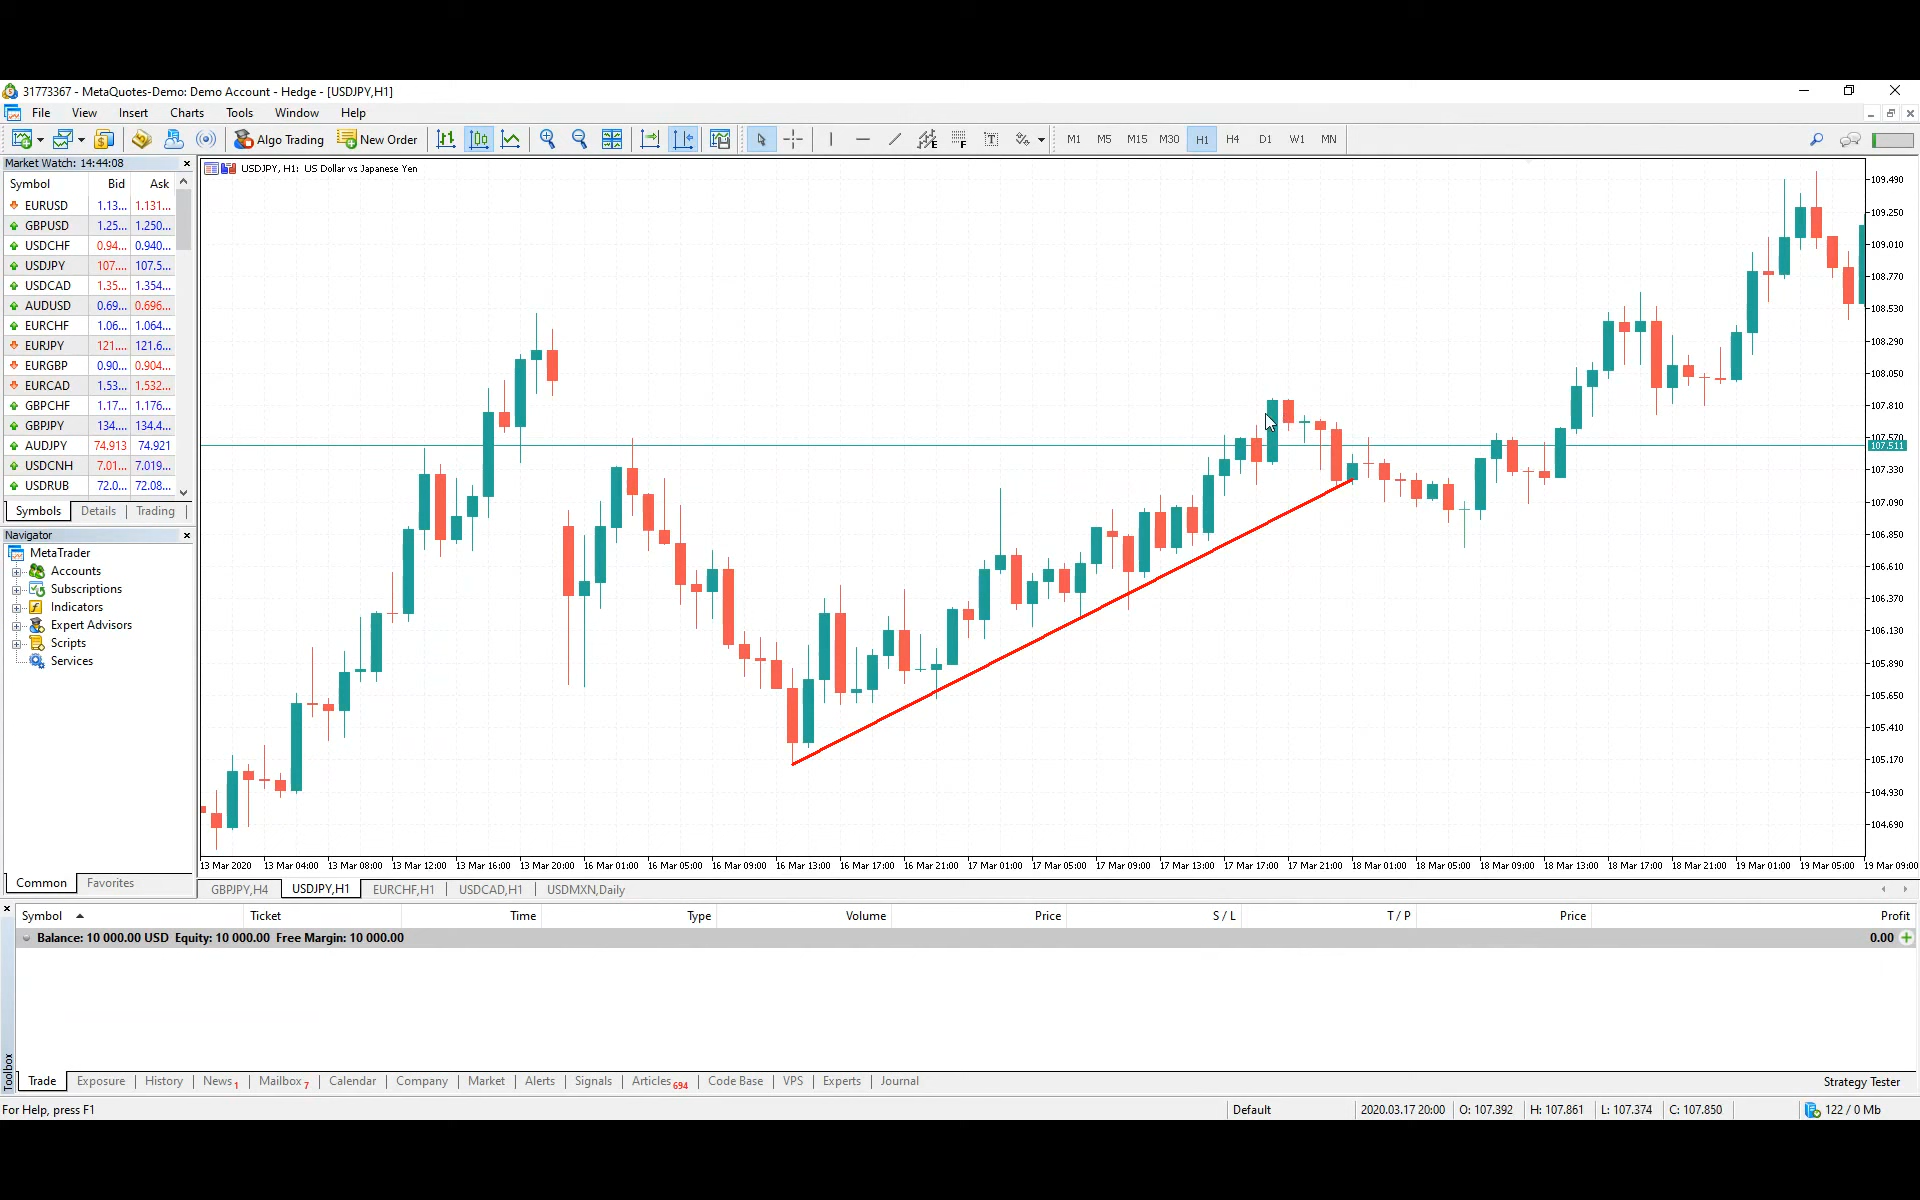 31773367 - MetaQuotes-Demo: Demo Account - Hedge - [USDJPY,H1]
File View Insert Charts Tools Window Help
Algo Trading New Order M1 M5 M15 M30 H1 H4 D1 W1 MN
Market Watch: 14:44:08
Symbol Bid Ask
EURUSD 1.13... 1.131...
GBPUSD 1.25... 1.250...
USDCHF 0.94... 0.940...
USDJPY 107.... 107.5...
USDCAD 1.35... 1.354...
AUDUSD 0.69... 0.696...
EURCHF 1.06... 1.064...
EURJPY 121.... 121.6...
EURGBP 0.90... 0.904...
EURCAD 1.53... 1.532...
GBPCHF 1.17... 1.176...
GBPJPY 134.... 134.4...
AUDJPY 74.913 74.921
USDCNH 7.01... 7.019...
USDRUB 72.0... 72.08...
Symbols Details Trading
Navigator
MetaTrader
Accounts
Subscriptions
Indicators
Expert Advisors
Scripts
Services
Common Favorites
USDJPY, H1: US Dollar vs Japanese Yen
109.490
109.250
109.010
108.770
108.530
108.290
108.050
107.810
107.570
107.511
107.330
107.090
106.850
106.610
106.370
106.130
105.890
105.650
105.410
105.170
104.930
104.690
13 Mar 2020 13 Mar 04:00 13 Mar 08:00 13 Mar 12:00 13 Mar 16:00 13 Mar 20:00 16 Mar 01:00 16 Mar 05:00 16 Mar 09:00 16 Mar 13:00 16 Mar 17:00 16 Mar 21:00 17 Mar 01:00 17 Mar 05:00 17 Mar 09:00 17 Mar 13:00 17 Mar 17:00 17 Mar 21:00 18 Mar 01:00 18 Mar 05:00 18 Mar 09:00 18 Mar 13:00 18 Mar 17:00 18 Mar 21:00 19 Mar 01:00 19 Mar 05:00 19 Mar 09:00
GBPJPY,H4 USDJPY,H1 EURCHF,H1 USDCAD,H1 USDMXN,Daily
Symbol Ticket Time Type Volume Price S / L T / P Price Profit
Balance: 10 000.00 USD Equity: 10 000.00 Free Margin: 10 000.00 0.00
Toolbox
Trade Exposure History News 1 Mailbox 7 Calendar Company Market Alerts Signals Articles 694 Code Base VPS Experts Journal Strategy Tester
For Help, press F1 Default 2020.03.17 20:00 O: 107.392 H: 107.861 L: 107.374 C: 107.850 122 / 0 Mb